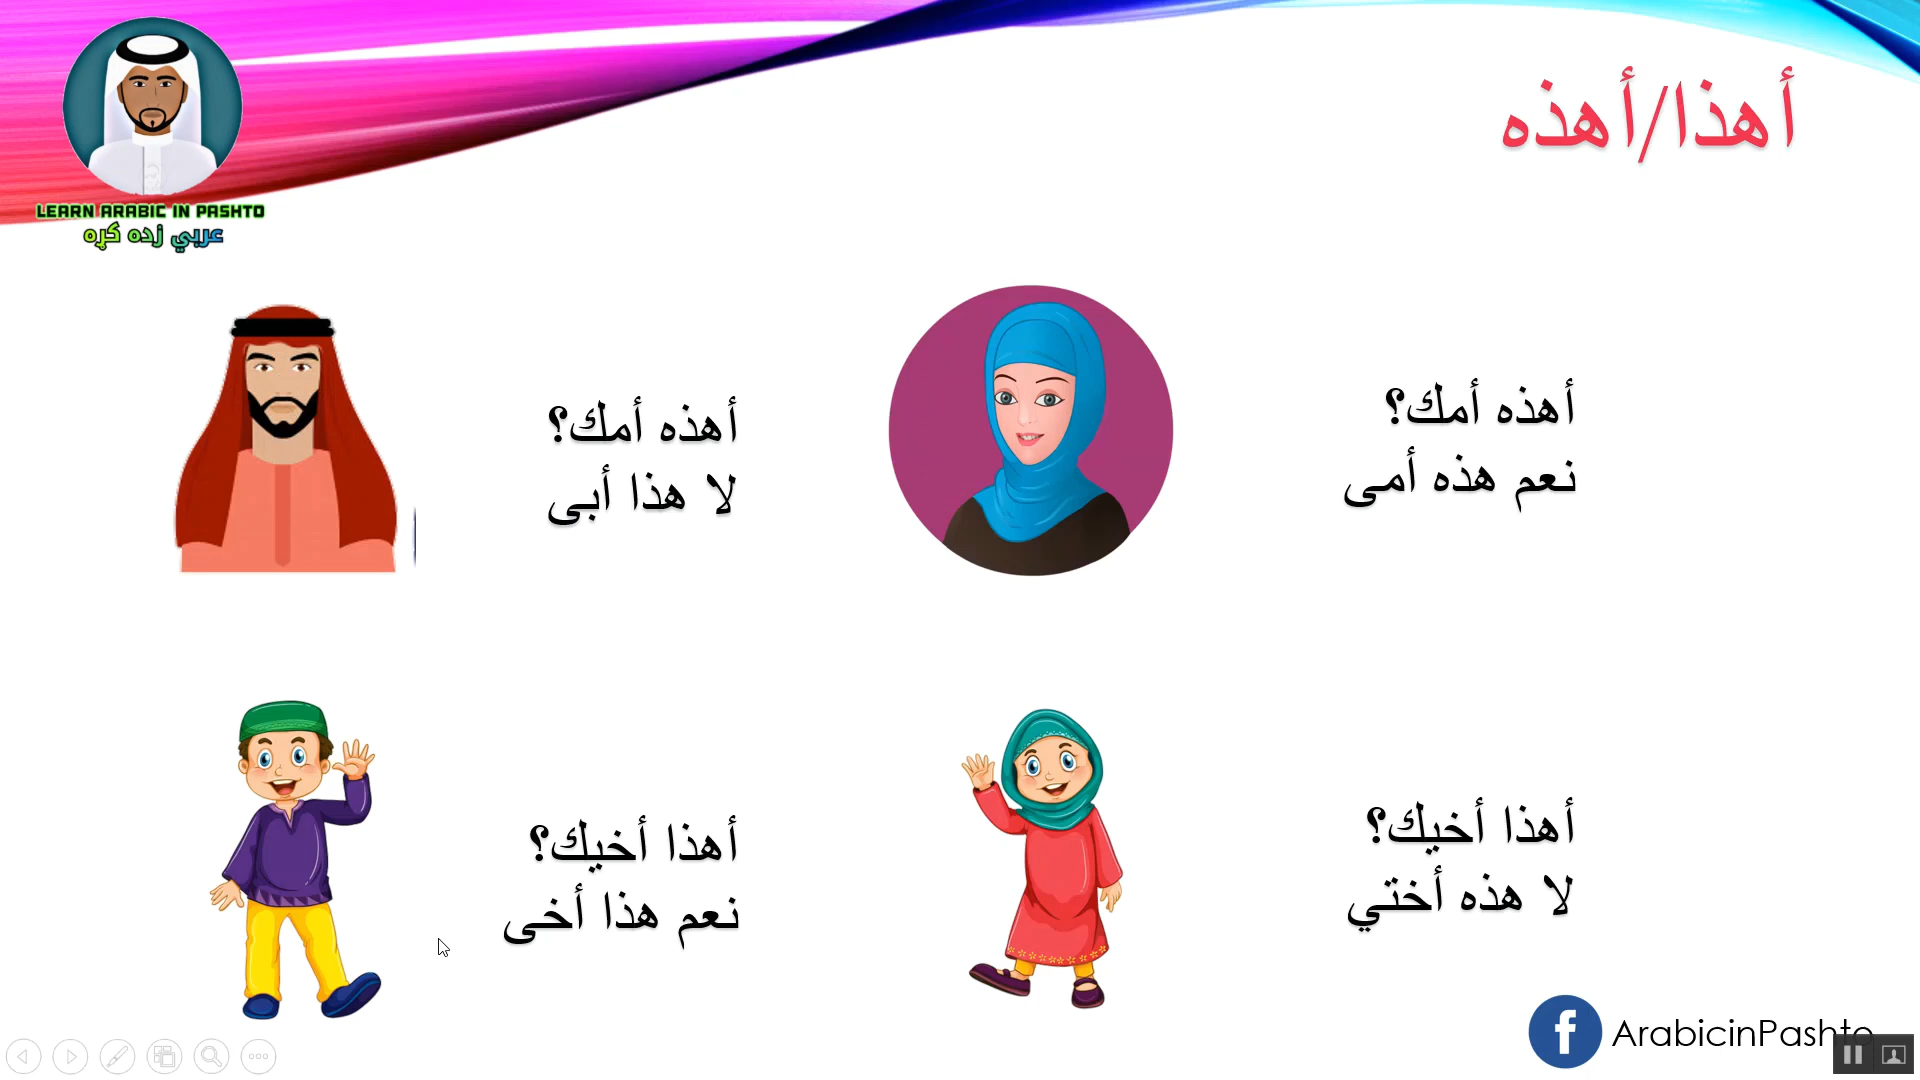 أهذا/أهذه
LEARN ARABIC IN PASHTO
عربي زده کړه
أهذه أمك؟
نعم هذه أمى
أهذه أمك؟
لا هذا أبى
أهذا أخيك؟
لا هذه أختي
أهذا أخيك؟
نعم هذا أخى
ArabicinPashto